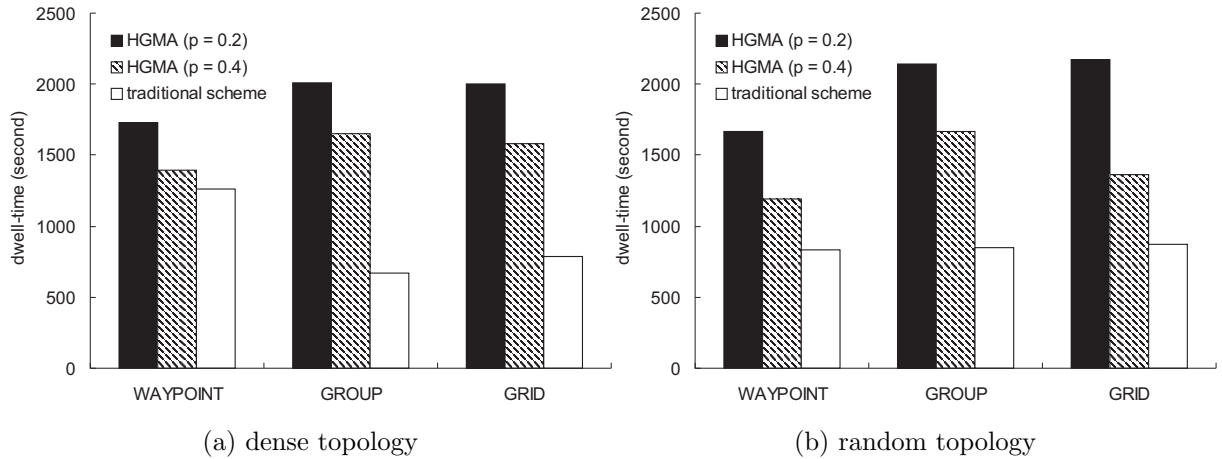 2500
2000
1500
1000
500
0
dwell-time (second)
HGMA (p = 0.2)
HGMA (p = 0.4)
traditional scheme
WAYPOINT GROUP GRID
(a) dense topology
2500
2000
1500
1000
500
0
dwell-time (second)
HGMA (p = 0.2)
HGMA (p = 0.4)
traditional scheme
WAYPOINT GROUP GRID
(b) random topology